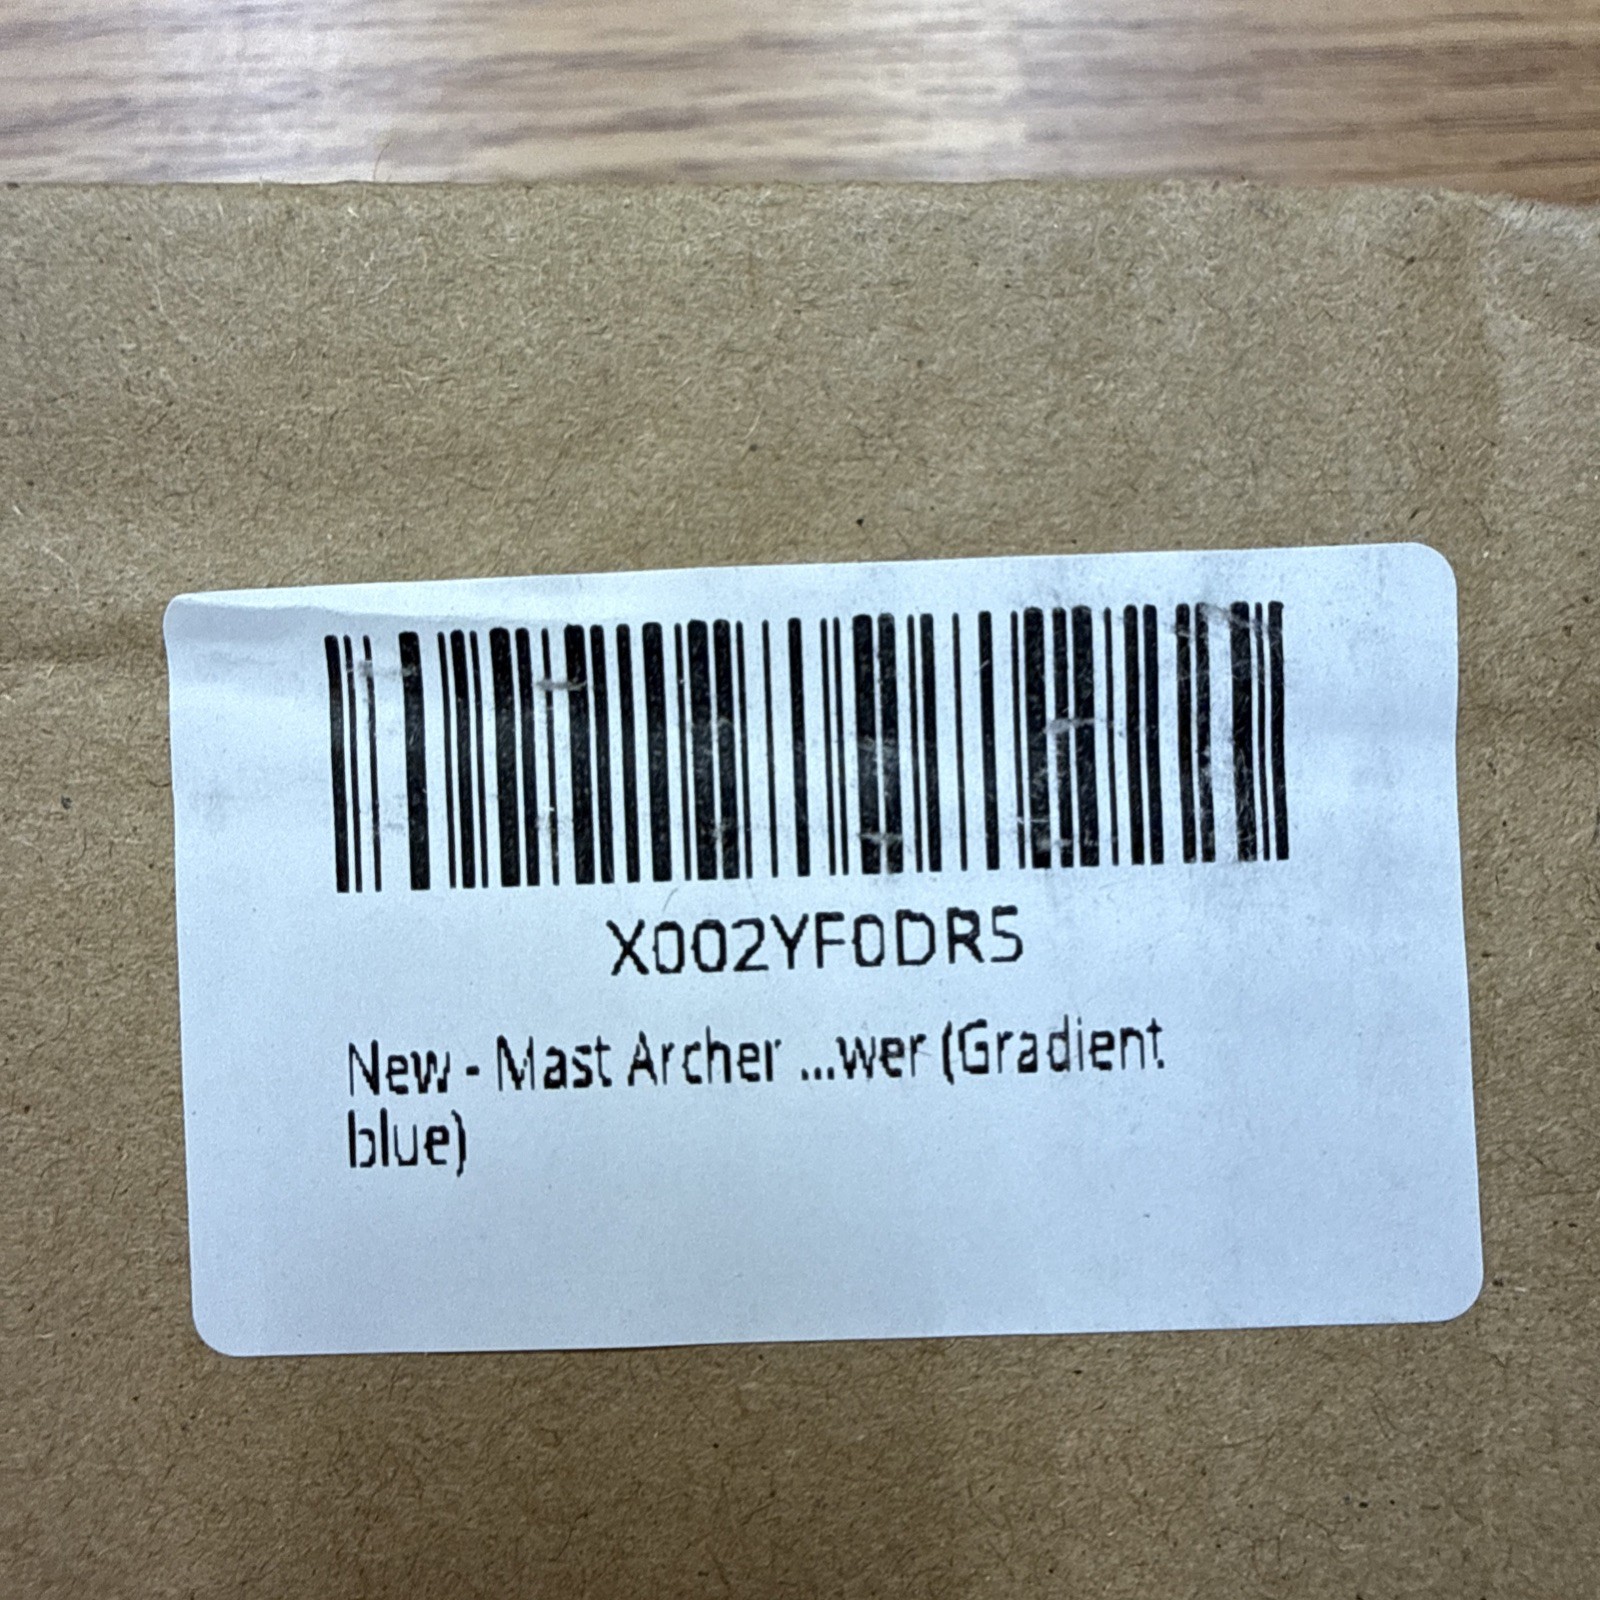 X002YF0DR5
New - Mast Archer ...wer (Gradient
blue)